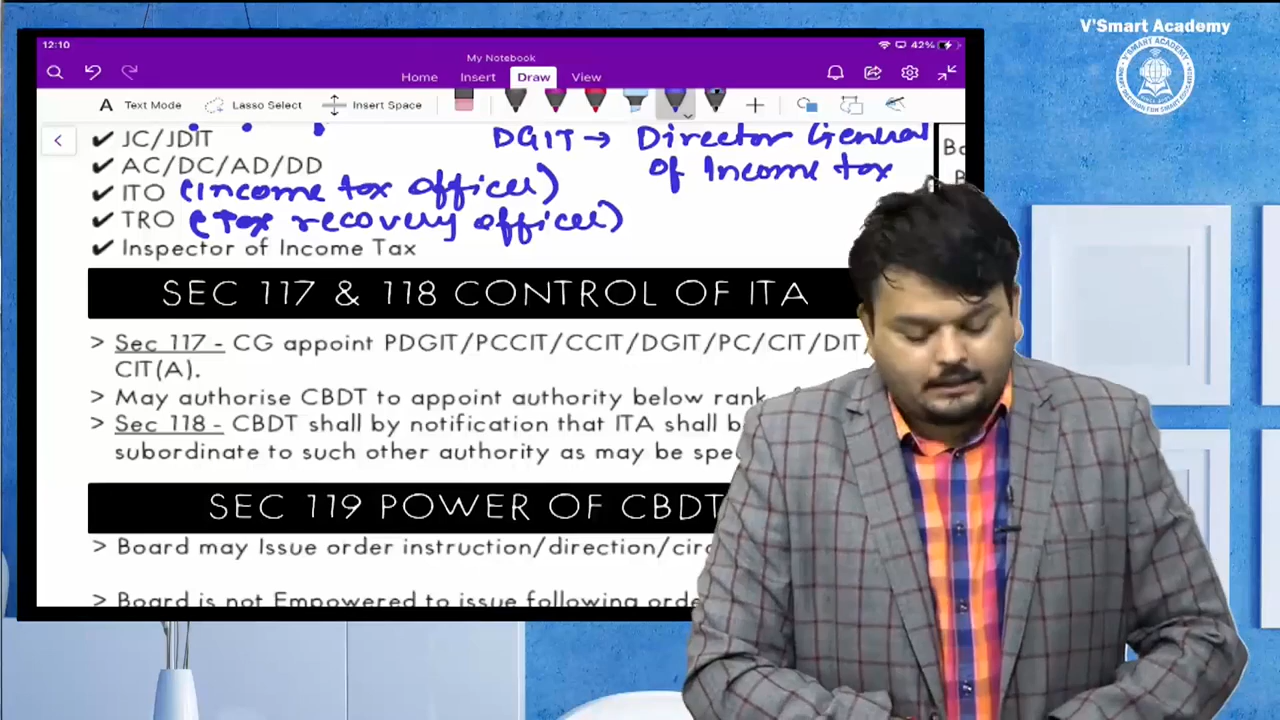 V'Smart Academy
12:10
42%
My Notebook
Home Insert Draw View
A Text Mode Lasso Select Insert Space
✔ JC/JDIT
DGIT → Director General of Income tax
✔ AC/DC/AD/DD
✔ ITO (Income tax officer)
✔ TRO (Tax recovery officer)
✔ Inspector of Income Tax
SEC 117 & 118 CONTROL OF ITA
> Sec 117 - CG appoint PDGIT/PCCIT/CCIT/DGIT/PC/CIT/DIT/
CIT(A).
> May authorise CBDT to appoint authority below rank
> Sec 118 - CBDT shall by notification that ITA shall
subordinate to such other authority as may be
SEC 119 POWER OF CBDT
> Board may Issue order instruction/direction/
> Board is not Empowered to issue following